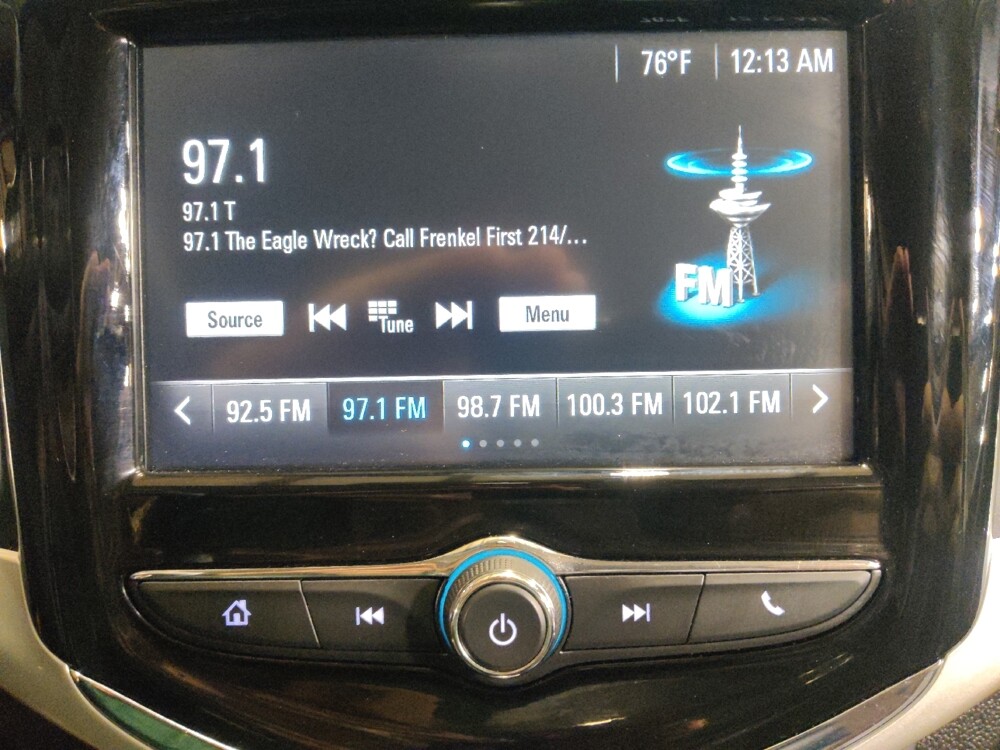 76°F 12:13 AM
97.1
97.1 T
97.1 The Eagle Wreck? Call Frenkel First 214/...
FM
Source Tune Menu
92.5 FM 97.1 FM 98.7 FM 100.3 FM 102.1 FM